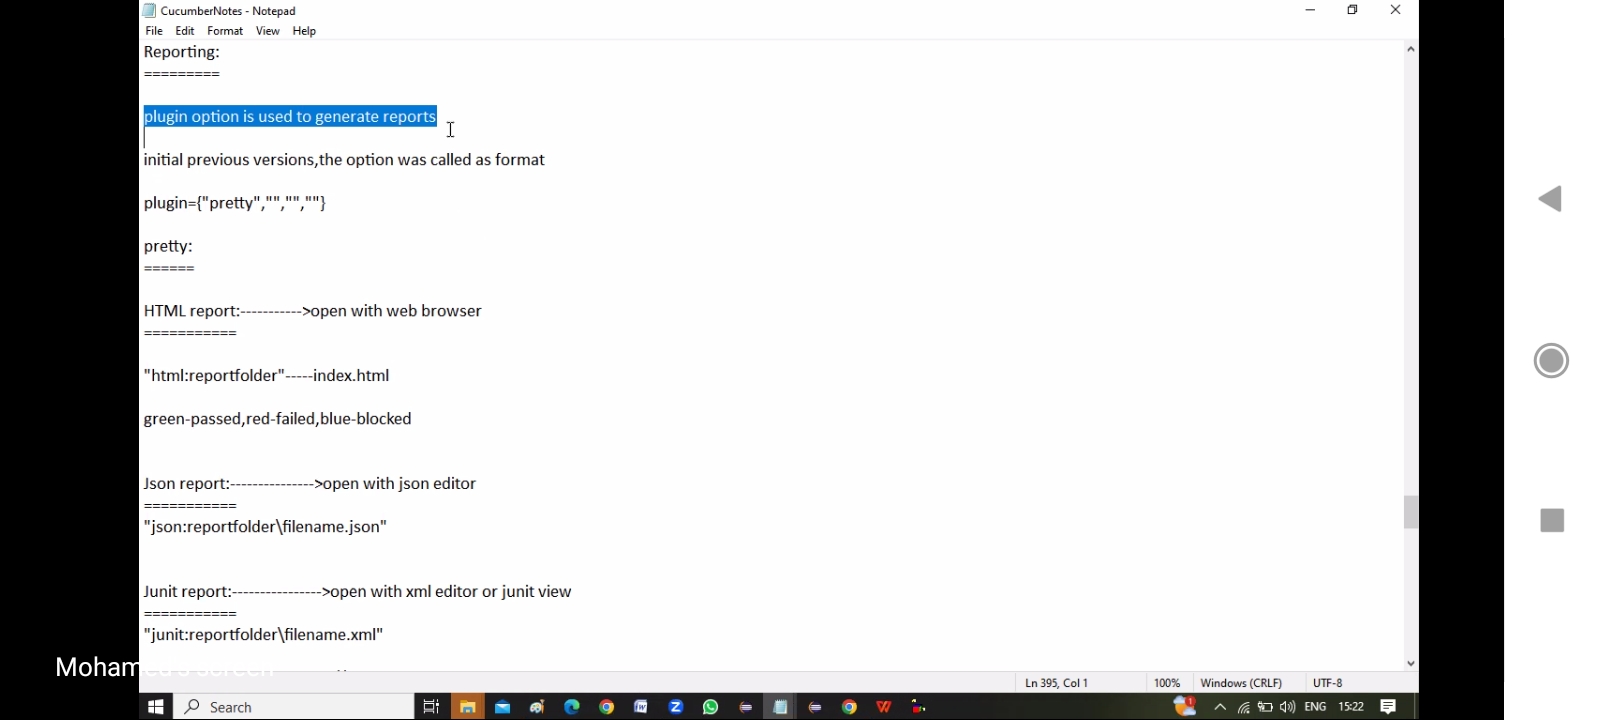 CucumberNotes - Notepad
File Edit Format View Help
Reporting:
=========
plugin option is used to generate reports
initial previous versions,the option was called as format
plugin={"pretty","","",""}
pretty:
======
HTML report:----------->open with web browser
===========
"html:reportfolder"-----index.html
green-passed,red-failed,blue-blocked
Json report:--------------->open with json editor
===========
"json:reportfolder\filename.json"
Junit report:---------------->open with xml editor or junit view
===========
"junit:reportfolder\filename.xml"
Mohamed's screen
Ln 395, Col 1 100% Windows (CRLF) UTF-8
Search
ENG 15:22